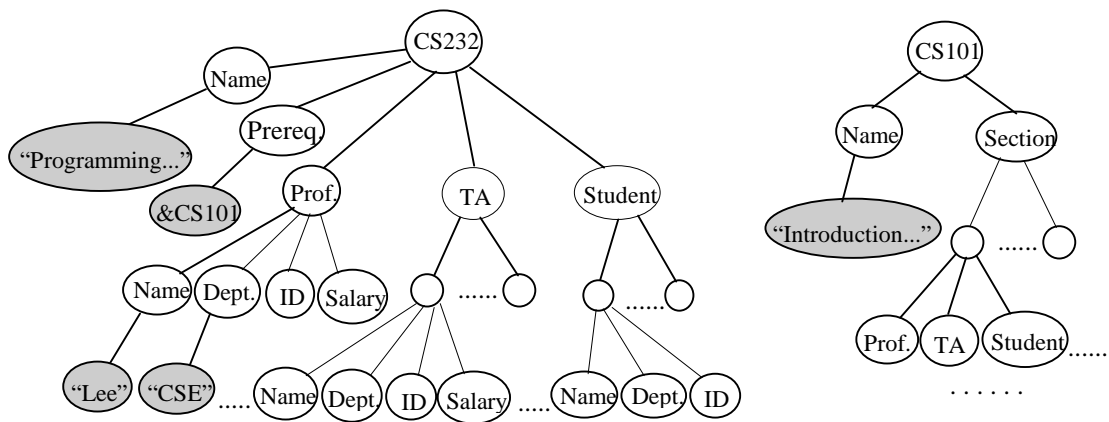 CS232
CS101
Name
Name
Section
Prereq.
"Programming..."
Prof.
TA
Student
&CS101
"Introduction..."
......
Name
Dept.
ID
Salary
......
......
Prof.
TA
Student
......
"Lee"
"CSE"
.....
Name
Dept.
ID
Salary
.....
Name
Dept.
ID
. . . . . .